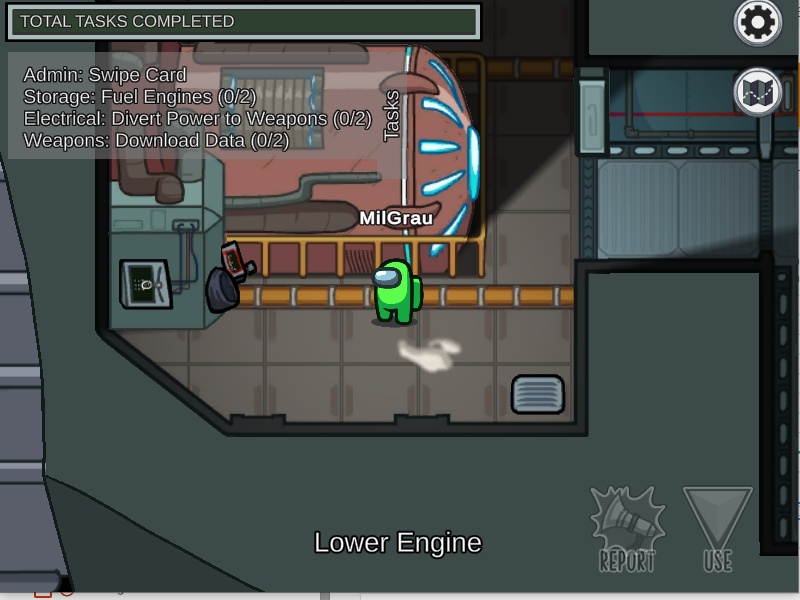 TOTAL TASKS COMPLETED
Admin: Swipe Card
Storage: Fuel Engines (0/2)
Electrical: Divert Power to Weapons (0/2)
Weapons: Download Data (0/2)
Tasks
MilGrau
Lower Engine
REPORT
USE